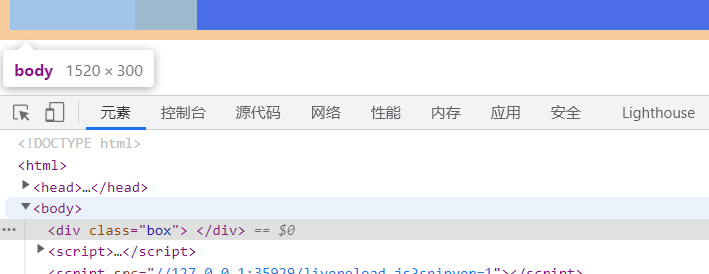 body 1520 × 300
元素 控制台 源代码 网络 性能 内存 应用 安全 Lighthouse
<!DOCTYPE html>
<html>
<head>…</head>
<body>
··· <div class="box"> </div> == $0
<script>…</script>
<script src="//127.0.0.1:35929/livereload.js?snipver=1"></script>